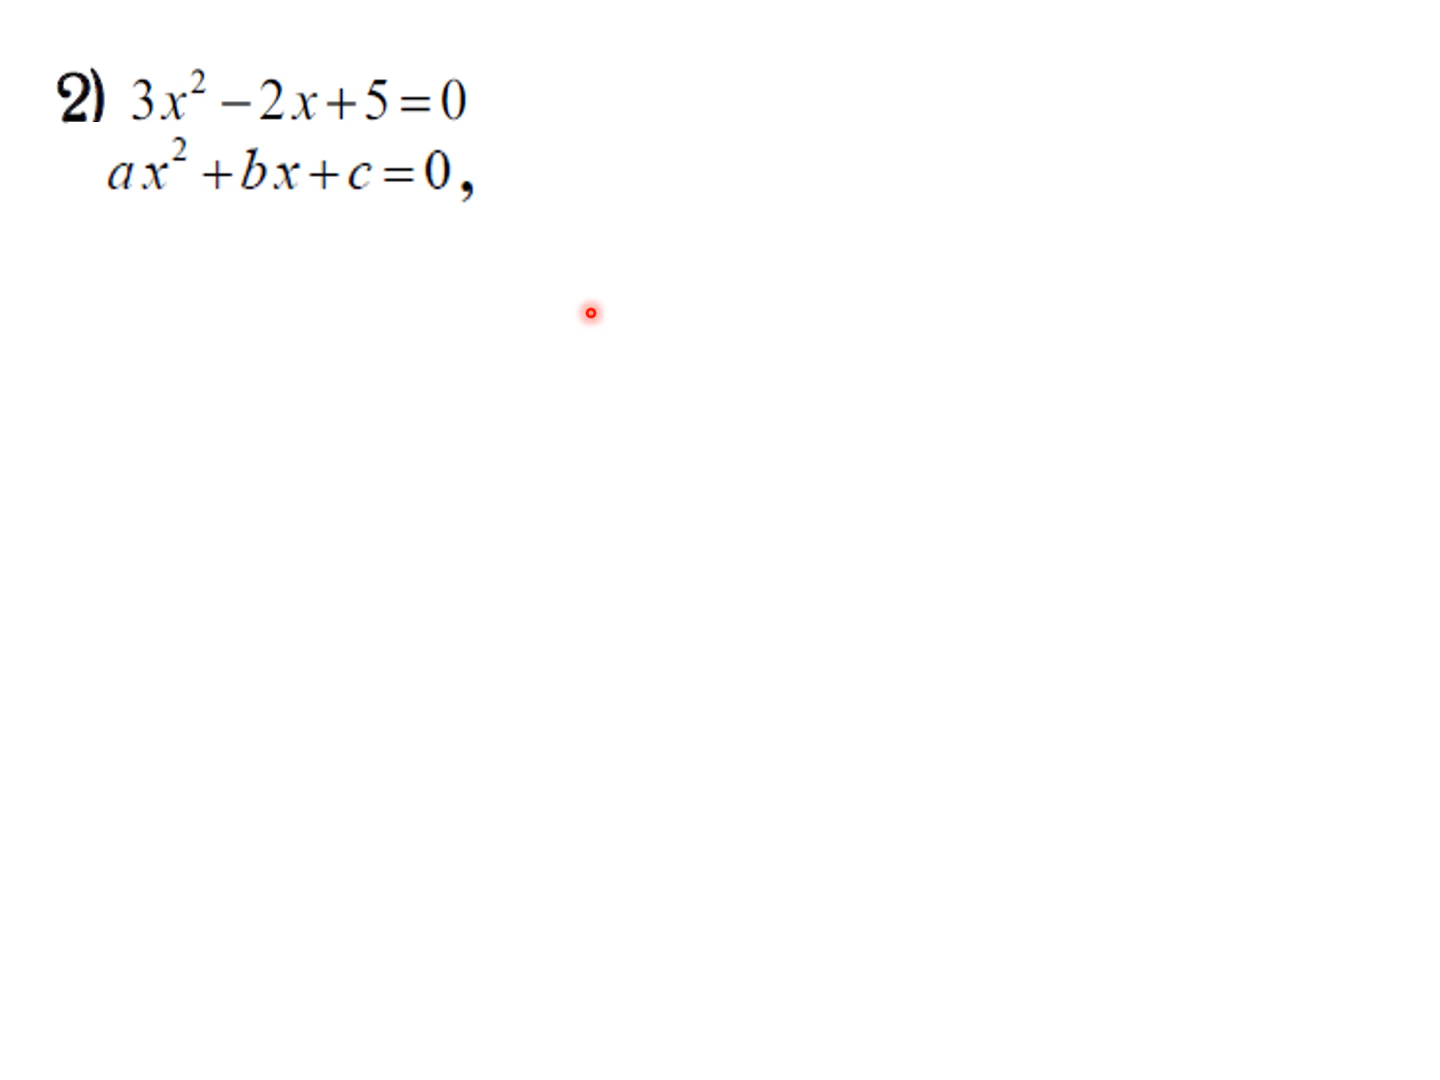 2) 3x² − 2x + 5 = 0
ax² + bx + c = 0,